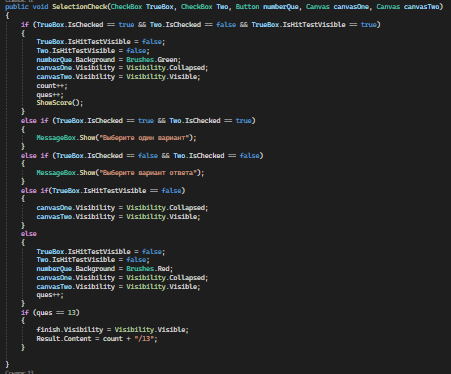 public void SelectionCheck(CheckBox TrueBox, CheckBox Two, Button numberQue, Canvas canvasOne, Canvas canvasTwo)
{
if (TrueBox.IsChecked == true && Two.IsChecked == false && TrueBox.IsHitTestVisible == true)
{
TrueBox.IsHitTestVisible = false;
Two.IsHitTestVisible = false;
numberQue.Background = Brushes.Green;
canvasOne.Visibility = Visibility.Collapsed;
canvasTwo.Visibility = Visibility.Visible;
count++;
ques++;
ShowScore();
}
else if (TrueBox.IsChecked == true && Two.IsChecked == true)
{
MessageBox.Show("Выберите один вариант");
}
else if (TrueBox.IsChecked == false && Two.IsChecked == false)
{
MessageBox.Show("Выберите вариант ответа");
}
else if(TrueBox.IsHitTestVisible == false)
{
canvasOne.Visibility = Visibility.Collapsed;
canvasTwo.Visibility = Visibility.Visible;
}
else
{
TrueBox.IsHitTestVisible = false;
Two.IsHitTestVisible = false;
numberQue.Background = Brushes.Red;
canvasOne.Visibility = Visibility.Collapsed;
canvasTwo.Visibility = Visibility.Visible;
ques++;
}
if (ques == 13)
{
finish.Visibility = Visibility.Visible;
Result.Content = count + "/13";
}
}